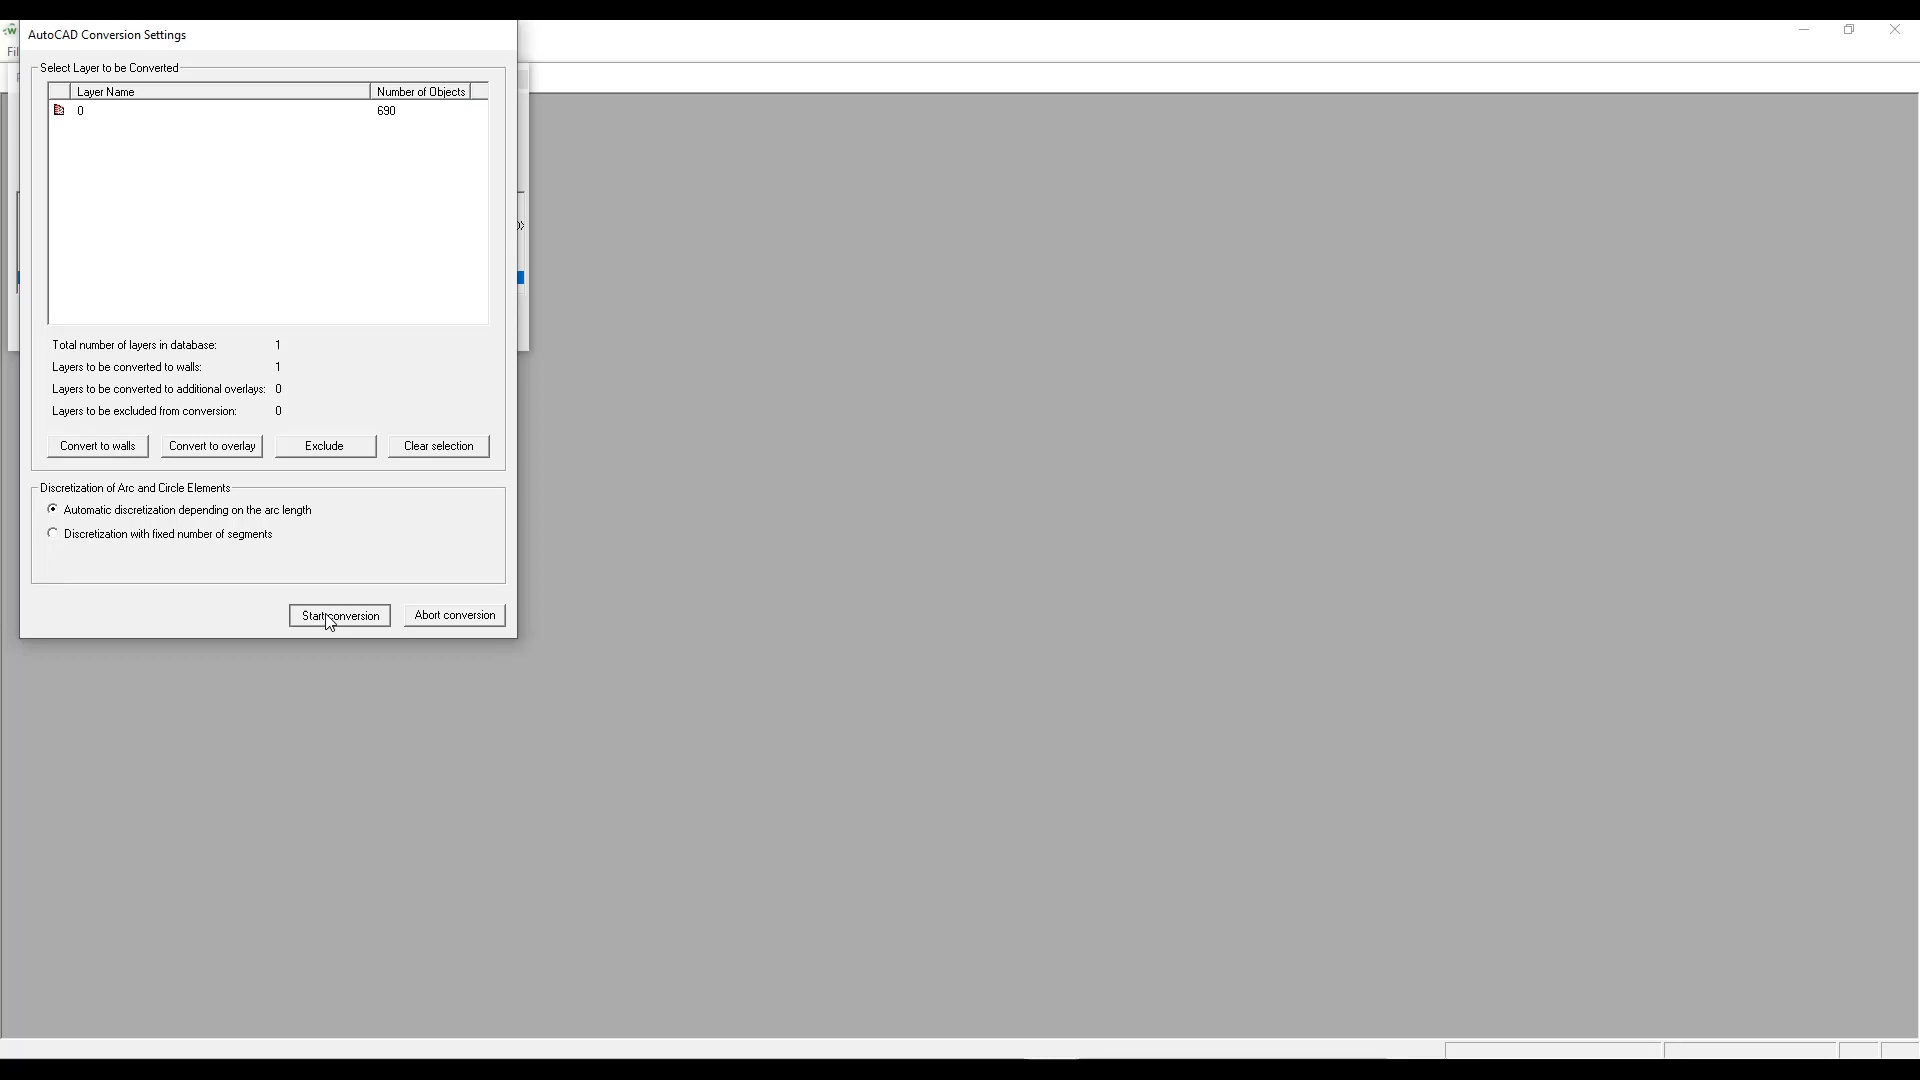 AutoCAD Conversion Settings
Fil
Select Layer to be Converted
Layer Name Number of Objects
0 690
Total number of layers in database: 1
Layers to be converted to walls: 1
Layers to be converted to additional overlays: 0
Layers to be excluded from conversion: 0
Convert to walls Convert to overlay Exclude Clear selection
Discretization of Arc and Circle Elements
Automatic discretization depending on the arc length
Discretization with fixed number of segments
Start conversion Abort conversion